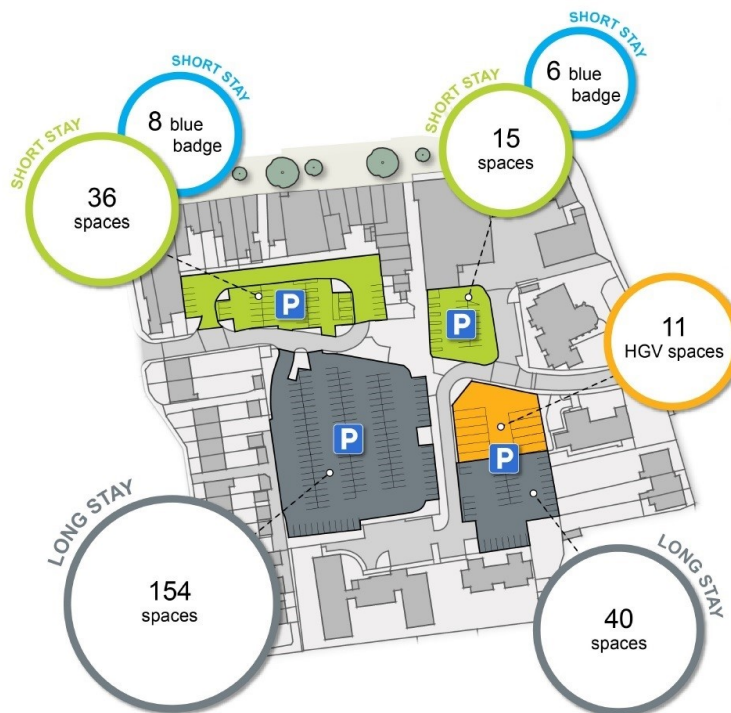 SHORT STAY
8 blue
badge
SHORT STAY
36
spaces
SHORT STAY
6 blue
badge
SHORT STAY
15
spaces
P
P
11
HGV spaces
P
P
LONG STAY
154
spaces
LONG STAY
40
spaces